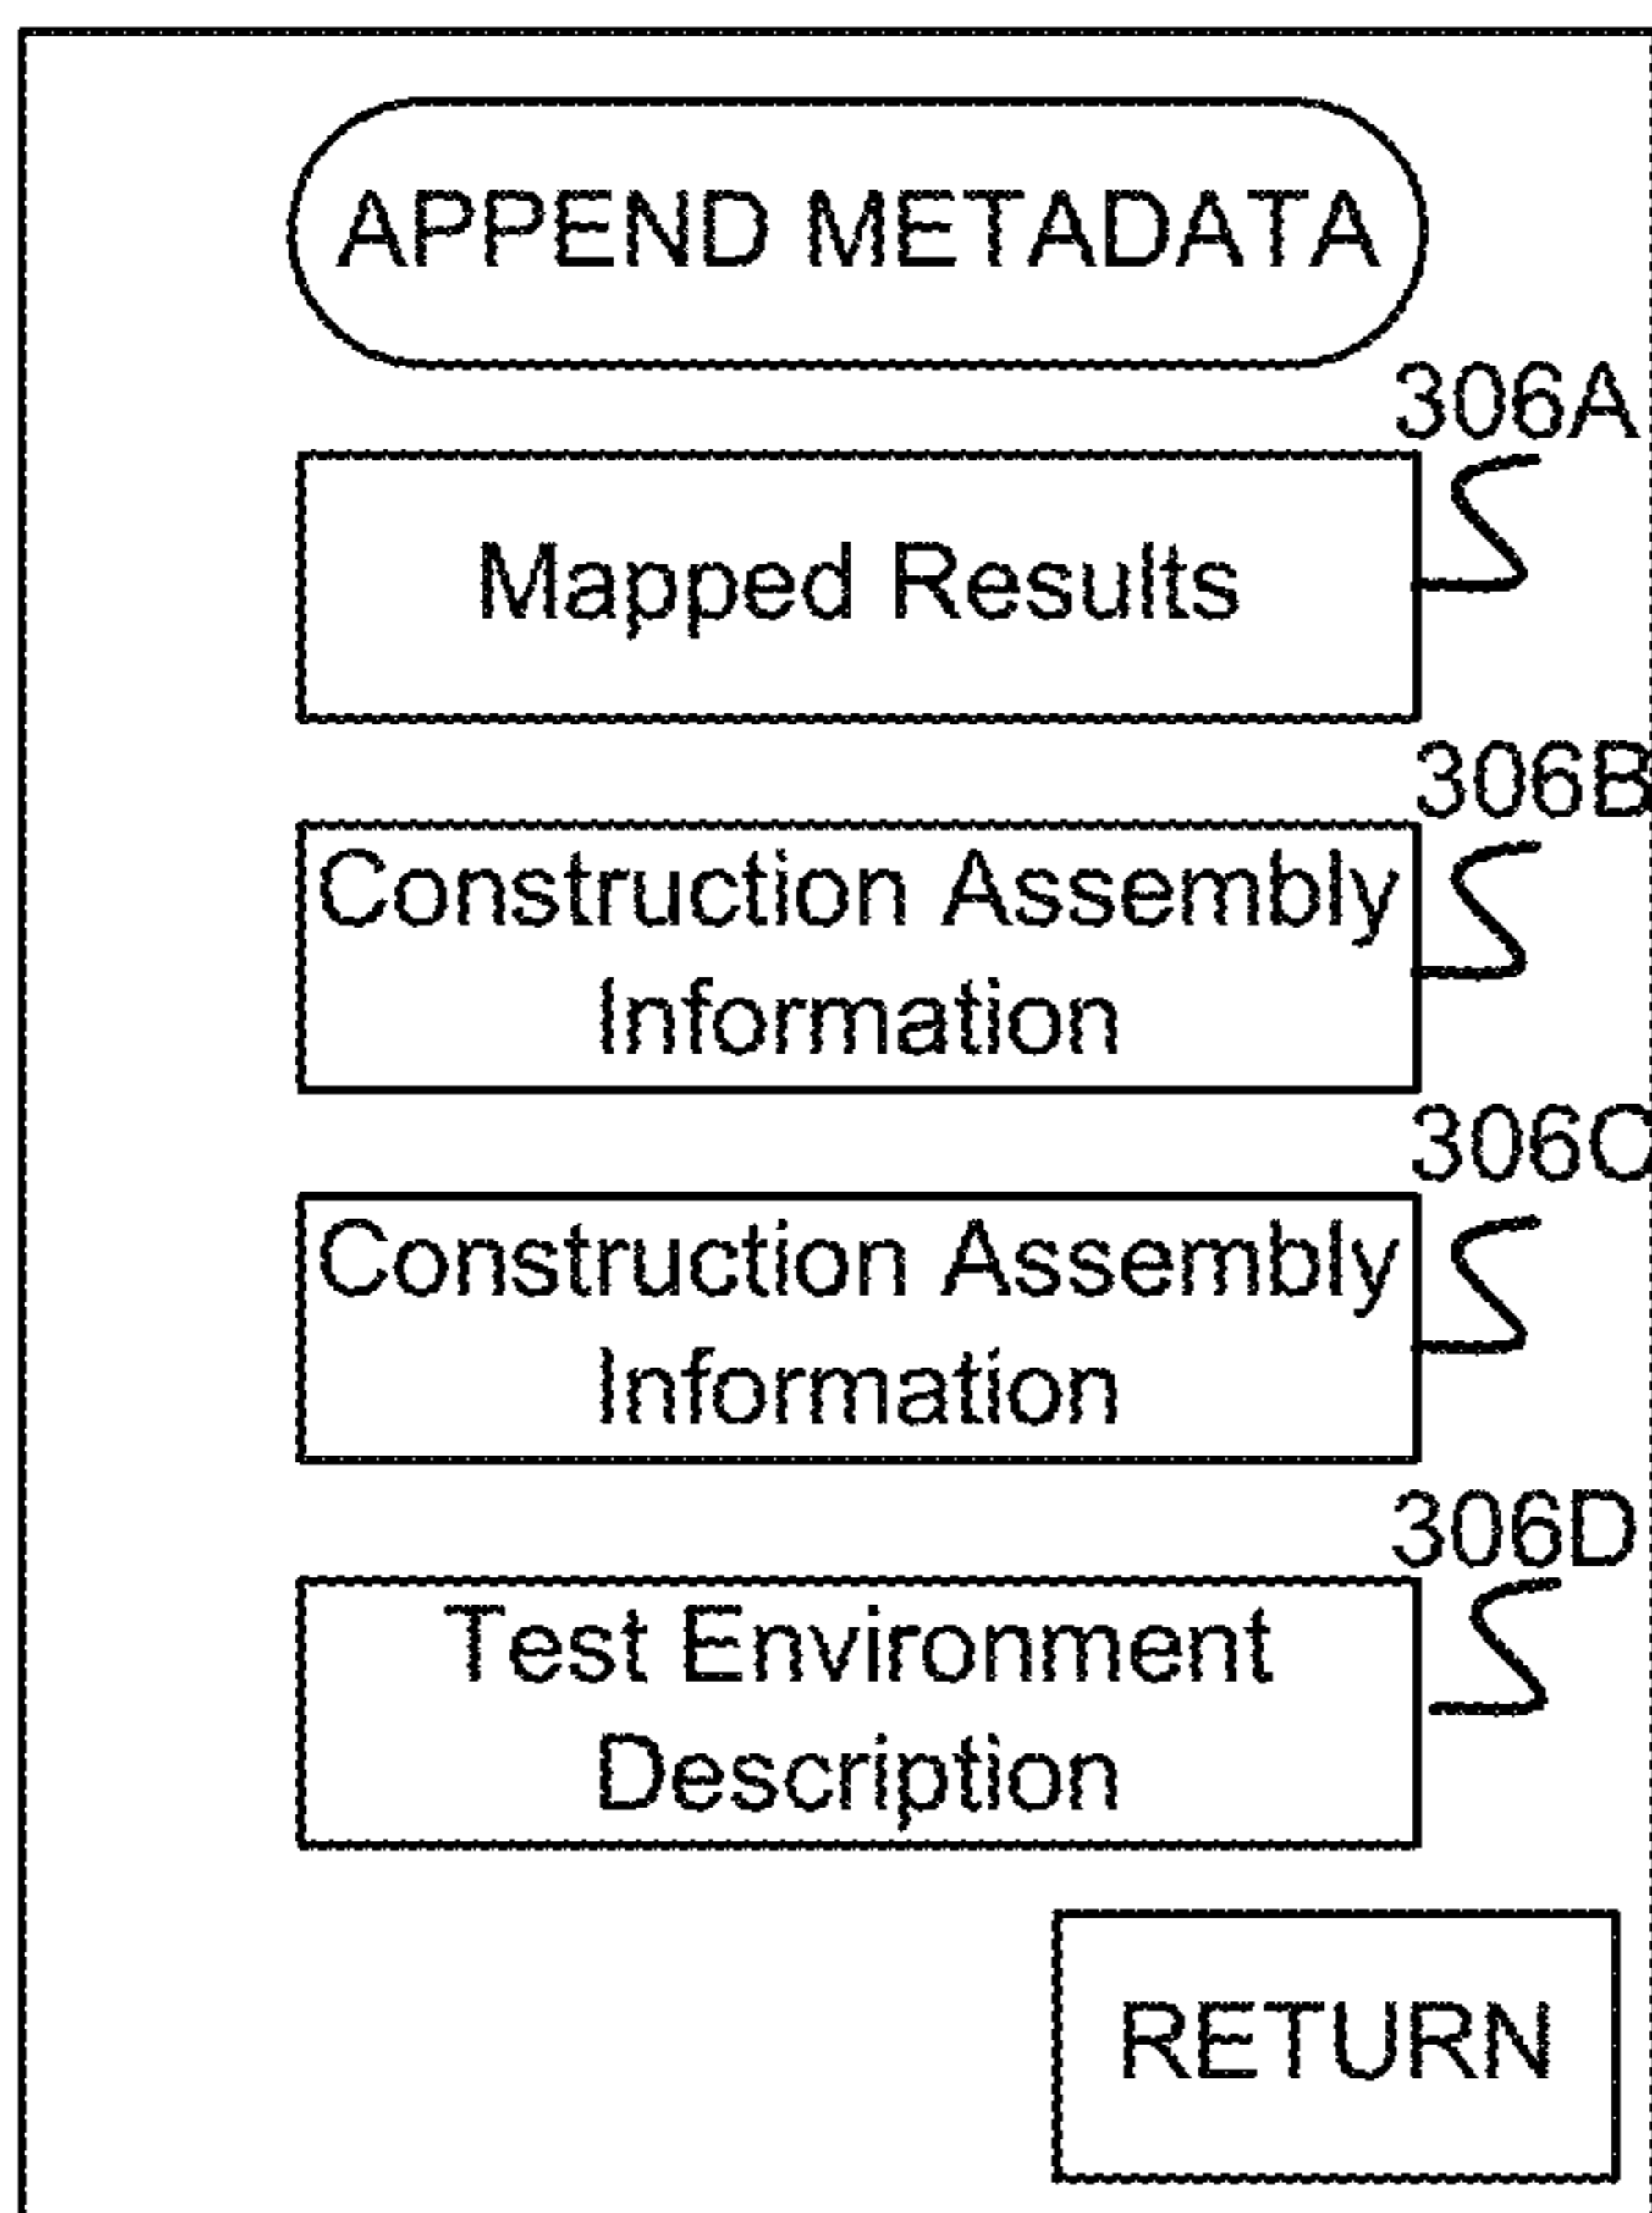 APPEND METADATA
306A
Mapped Results
306B
Construction Assembly
Information
306C
Construction Assembly
Information
306D
Test Environment
Description
RETURN